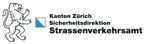 Kanton Zürich
Sicherheitsdirektion
Strassenverkehrsamt